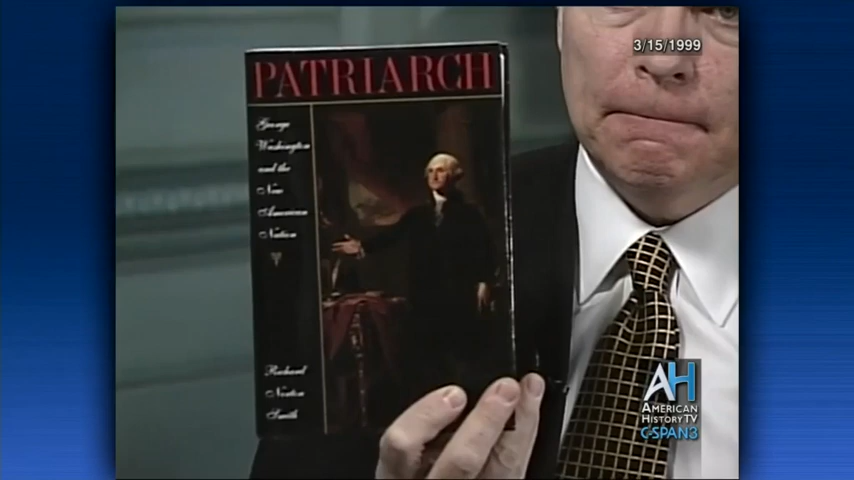 3/15/1999
PATRIARCH
George
Washington
and the
New
American
Nation
Richard
Norton
Smith
AH
AMERICAN
HISTORY TV
C-SPAN3